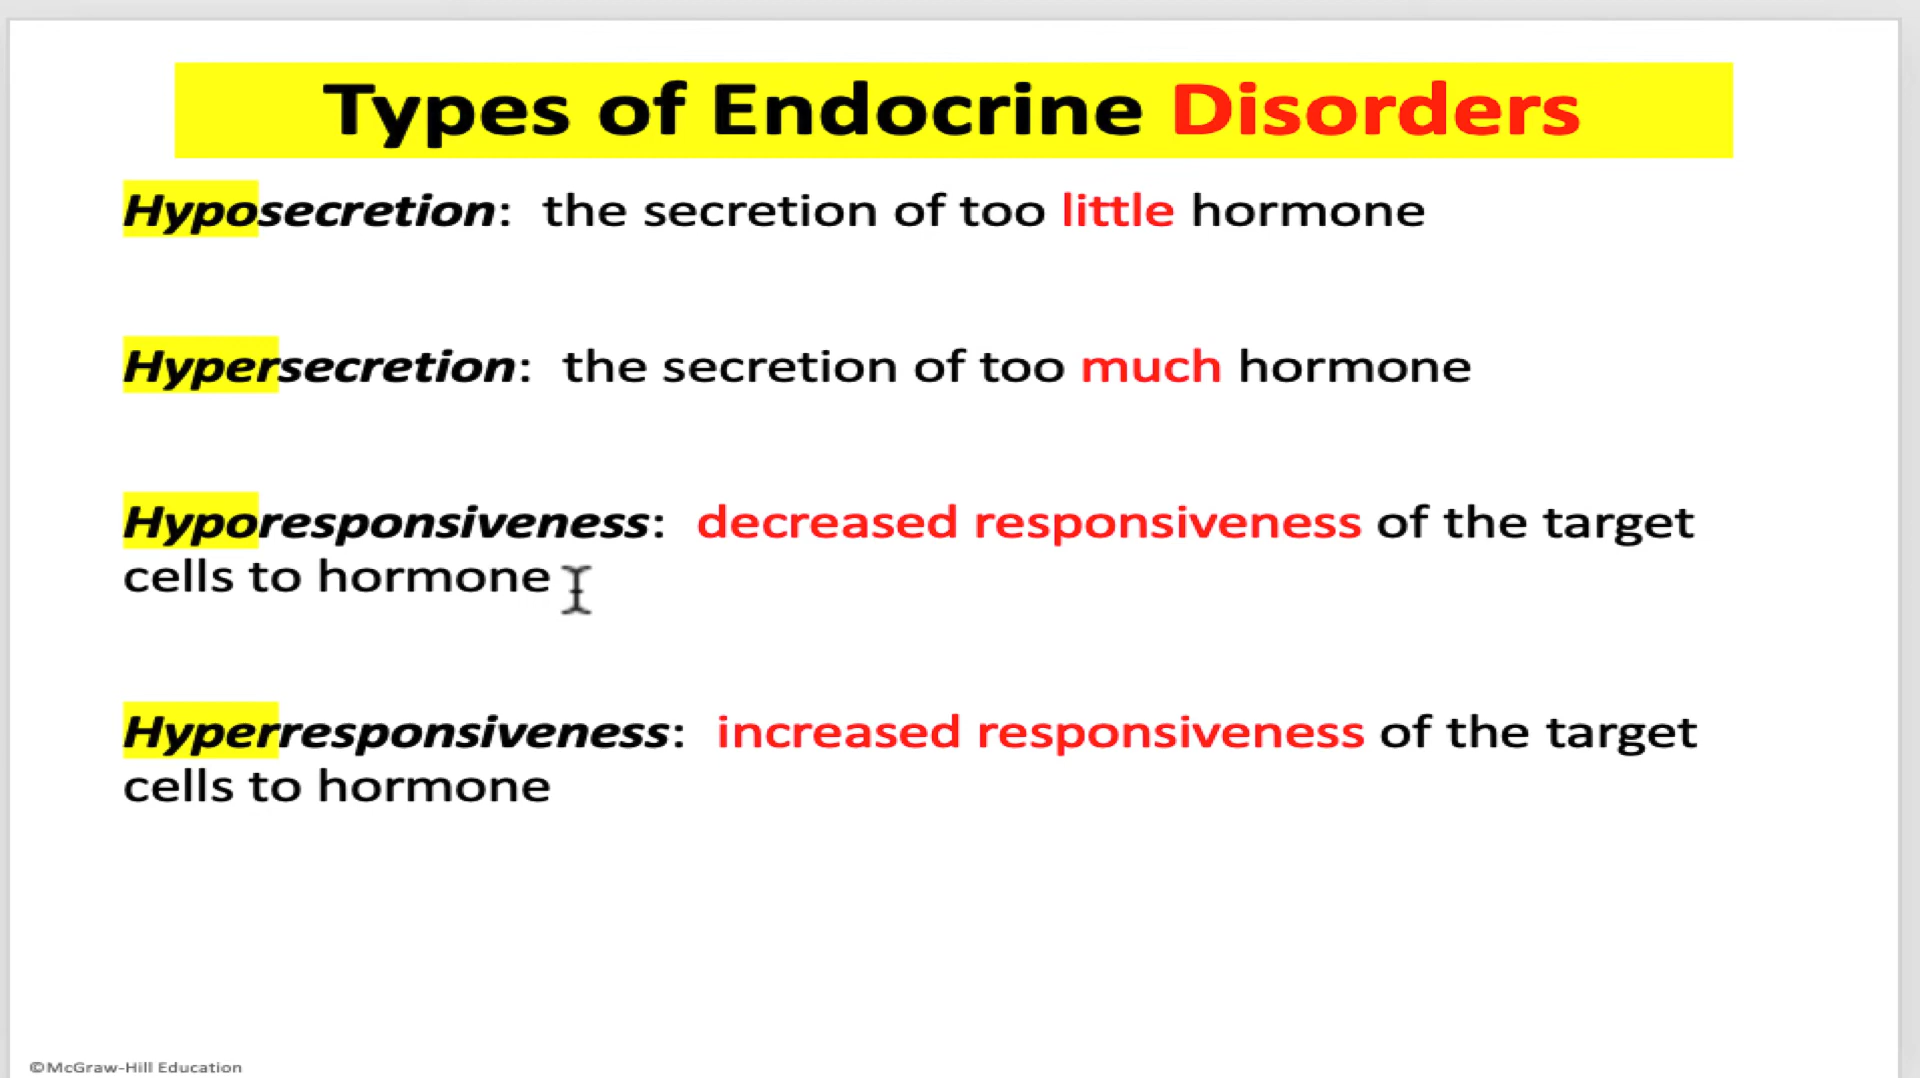 Types of Endocrine Disorders
Hyposecretion: the secretion of too little hormone
Hypersecretion: the secretion of too much hormone
Hyporesponsiveness: decreased responsiveness of the target
cells to hormone
Hyperresponsiveness: increased responsiveness of the target
cells to hormone
©McGraw-Hill Education